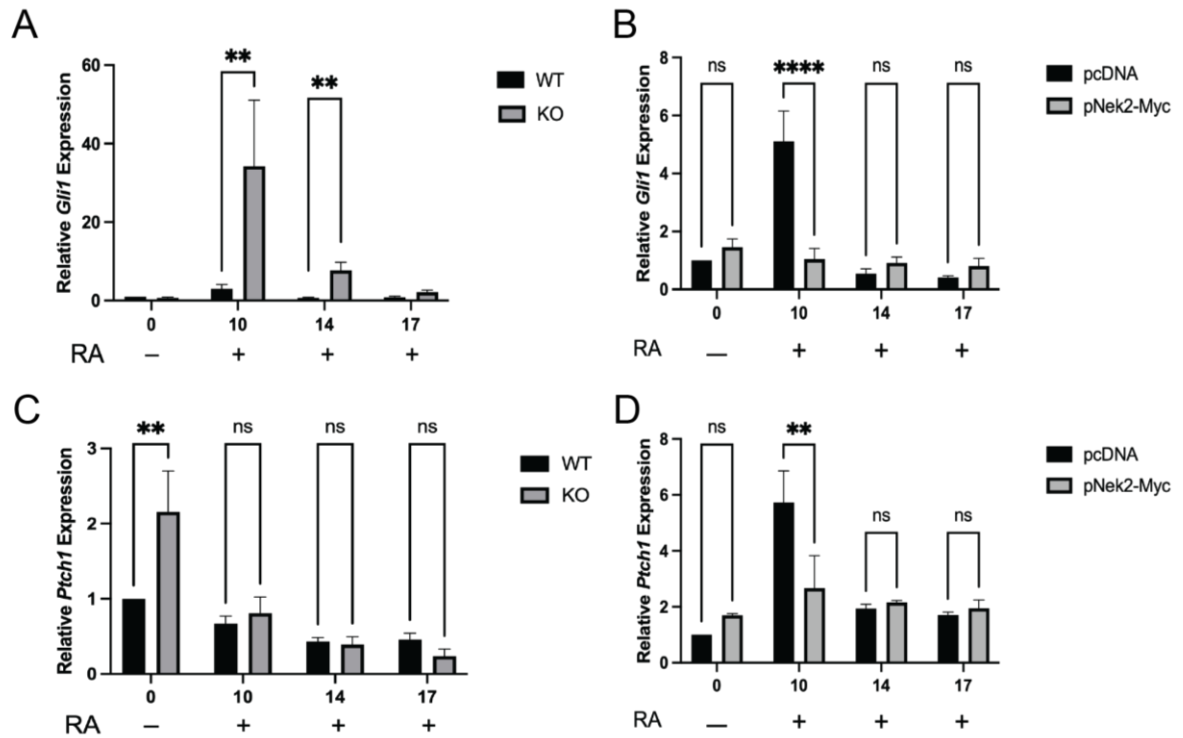 A
Relative Gli1 Expression
60
40
20
0
**
**
WT
KO
0 10 14 17
RA − + + +
B
Relative Gli1 Expression
8
6
4
2
0
ns
****
ns
ns
pcDNA
pNek2-Myc
0 10 14 17
RA — + + +
C
Relative Ptch1 Expression
3
2
1
0
**
ns
ns
ns
WT
KO
0 10 14 17
RA − + + +
D
Relative Ptch1 Expression
8
6
4
2
0
ns
**
ns
ns
pcDNA
pNek2-Myc
0 10 14 17
RA — + + +